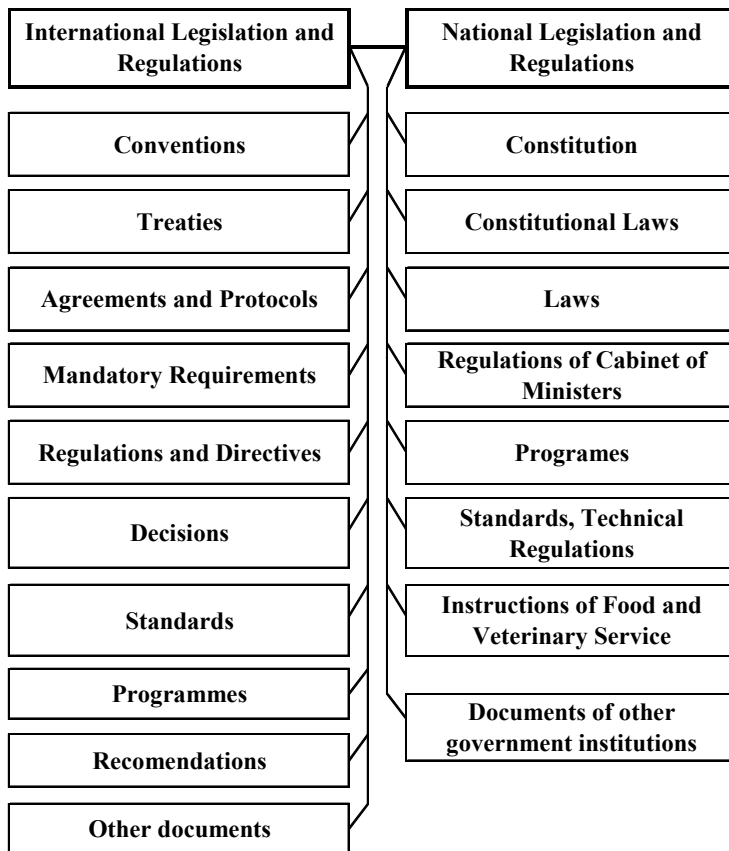 International Legislation and
Regulations
National Legislation and
Regulations
Conventions
Constitution
Treaties
Constitutional Laws
Agreements and Protocols
Laws
Mandatory Requirements
Regulations of Cabinet of
Ministers
Regulations and Directives
Programes
Decisions
Standards, Technical
Regulations
Standards
Instructions of Food and
Veterinary Service
Programmes
Documents of other
government institutions
Recomendations
Other documents